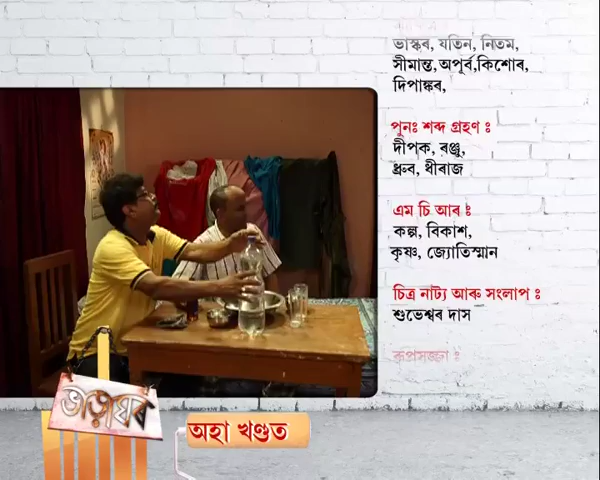 ভাস্কৰ, যতিন, নিতম,
সীমান্ত, অপূৰ্ব,কিশোৰ,
দিপাঙ্কৰ,
পুনঃ শব্দ গ্ৰহণ ঃ
দীপক, ৰঞ্জু,
ধ্ৰুব, ধীৰাজ
এম চি আৰ ঃ
কল্প, বিকাশ,
কৃষ্ণ, জ্যোতিস্মান
চিত্ৰ নাট্য আৰু সংলাপ ঃ
শুভেশ্বৰ দাস
ৰূপসজ্জা ঃ
ভাড়াঘৰ
অহা খণ্ডত